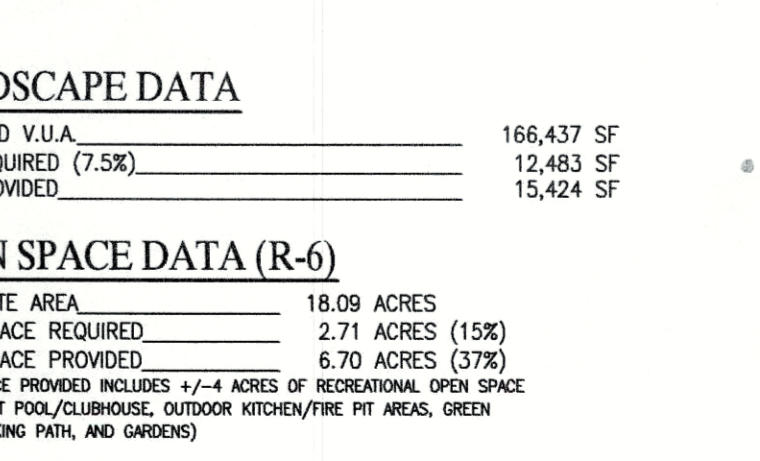 DSCAPE DATA
D V.U.A. 166,437 SF
QUIRED (7.5%) 12,483 SF
OVIDED 15,424 SF
N SPACE DATA (R-6)
TE AREA 18.09 ACRES
ACE REQUIRED 2.71 ACRES (15%)
ACE PROVIDED 6.70 ACRES (37%)
CE PROVIDED INCLUDES +/-4 ACRES OF RECREATIONAL OPEN SPACE
T POOL/CLUBHOUSE, OUTDOOR KITCHEN/FIRE PIT AREAS, GREEN
KING PATH, AND GARDENS)